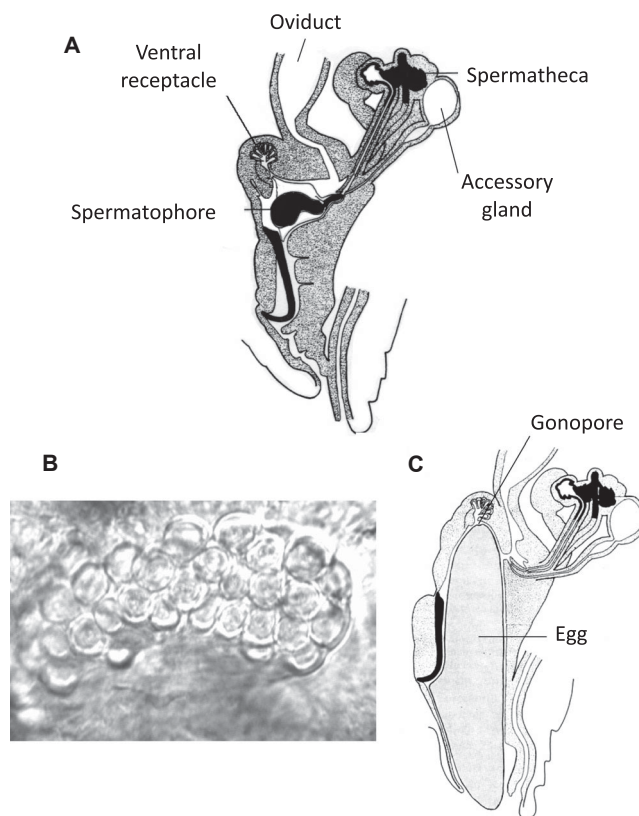 Oviduct
A
Ventral
receptacle
Spermatheca
Accessory
gland
Spermatophore
Gonopore
B
C
Egg